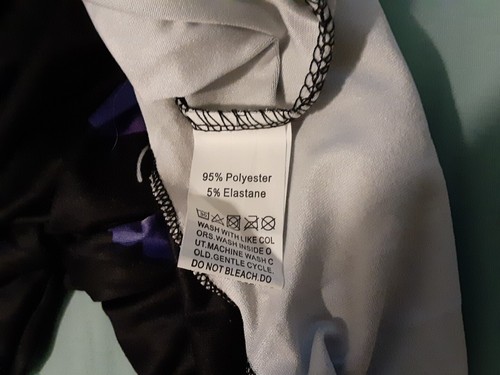 95% Polyester
5% Elastane
WASH WITH LIKE COL
ORS.WASH INSIDE O
UT.MACHINE WASH C
OLD.GENTLE CYCLE.
DO NOT BLEACH.DO